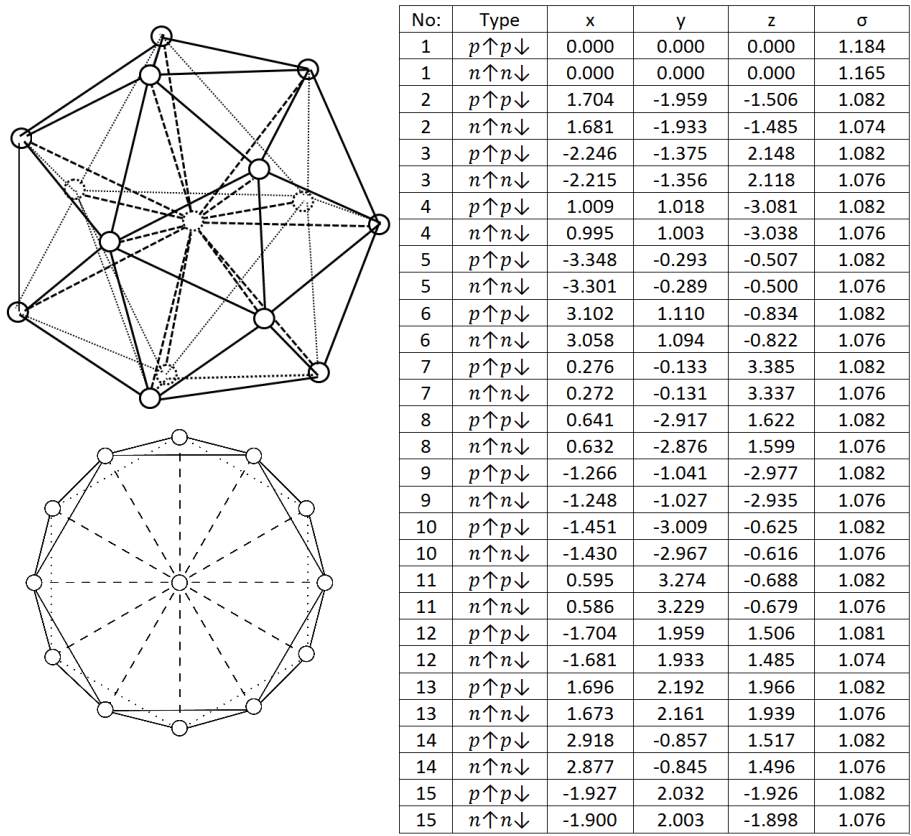 No: Type x y z σ
1 p↑p↓ 0.000 0.000 0.000 1.184
1 n↑n↓ 0.000 0.000 0.000 1.165
2 p↑p↓ 1.704 -1.959 -1.506 1.082
2 n↑n↓ 1.681 -1.933 -1.485 1.074
3 p↑p↓ -2.246 -1.375 2.148 1.082
3 n↑n↓ -2.215 -1.356 2.118 1.076
4 p↑p↓ 1.009 1.018 -3.081 1.082
4 n↑n↓ 0.995 1.003 -3.038 1.076
5 p↑p↓ -3.348 -0.293 -0.507 1.082
5 n↑n↓ -3.301 -0.289 -0.500 1.076
6 p↑p↓ 3.102 1.110 -0.834 1.082
6 n↑n↓ 3.058 1.094 -0.822 1.076
7 p↑p↓ 0.276 -0.133 3.385 1.082
7 n↑n↓ 0.272 -0.131 3.337 1.076
8 p↑p↓ 0.641 -2.917 1.622 1.082
8 n↑n↓ 0.632 -2.876 1.599 1.076
9 p↑p↓ -1.266 -1.041 -2.977 1.082
9 n↑n↓ -1.248 -1.027 -2.935 1.076
10 p↑p↓ -1.451 -3.009 -0.625 1.082
10 n↑n↓ -1.430 -2.967 -0.616 1.076
11 p↑p↓ 0.595 3.274 -0.688 1.082
11 n↑n↓ 0.586 3.229 -0.679 1.076
12 p↑p↓ -1.704 1.959 1.506 1.081
12 n↑n↓ -1.681 1.933 1.485 1.074
13 p↑p↓ 1.696 2.192 1.966 1.082
13 n↑n↓ 1.673 2.161 1.939 1.076
14 p↑p↓ 2.918 -0.857 1.517 1.082
14 n↑n↓ 2.877 -0.845 1.496 1.076
15 p↑p↓ -1.927 2.032 -1.926 1.082
15 n↑n↓ -1.900 2.003 -1.898 1.076